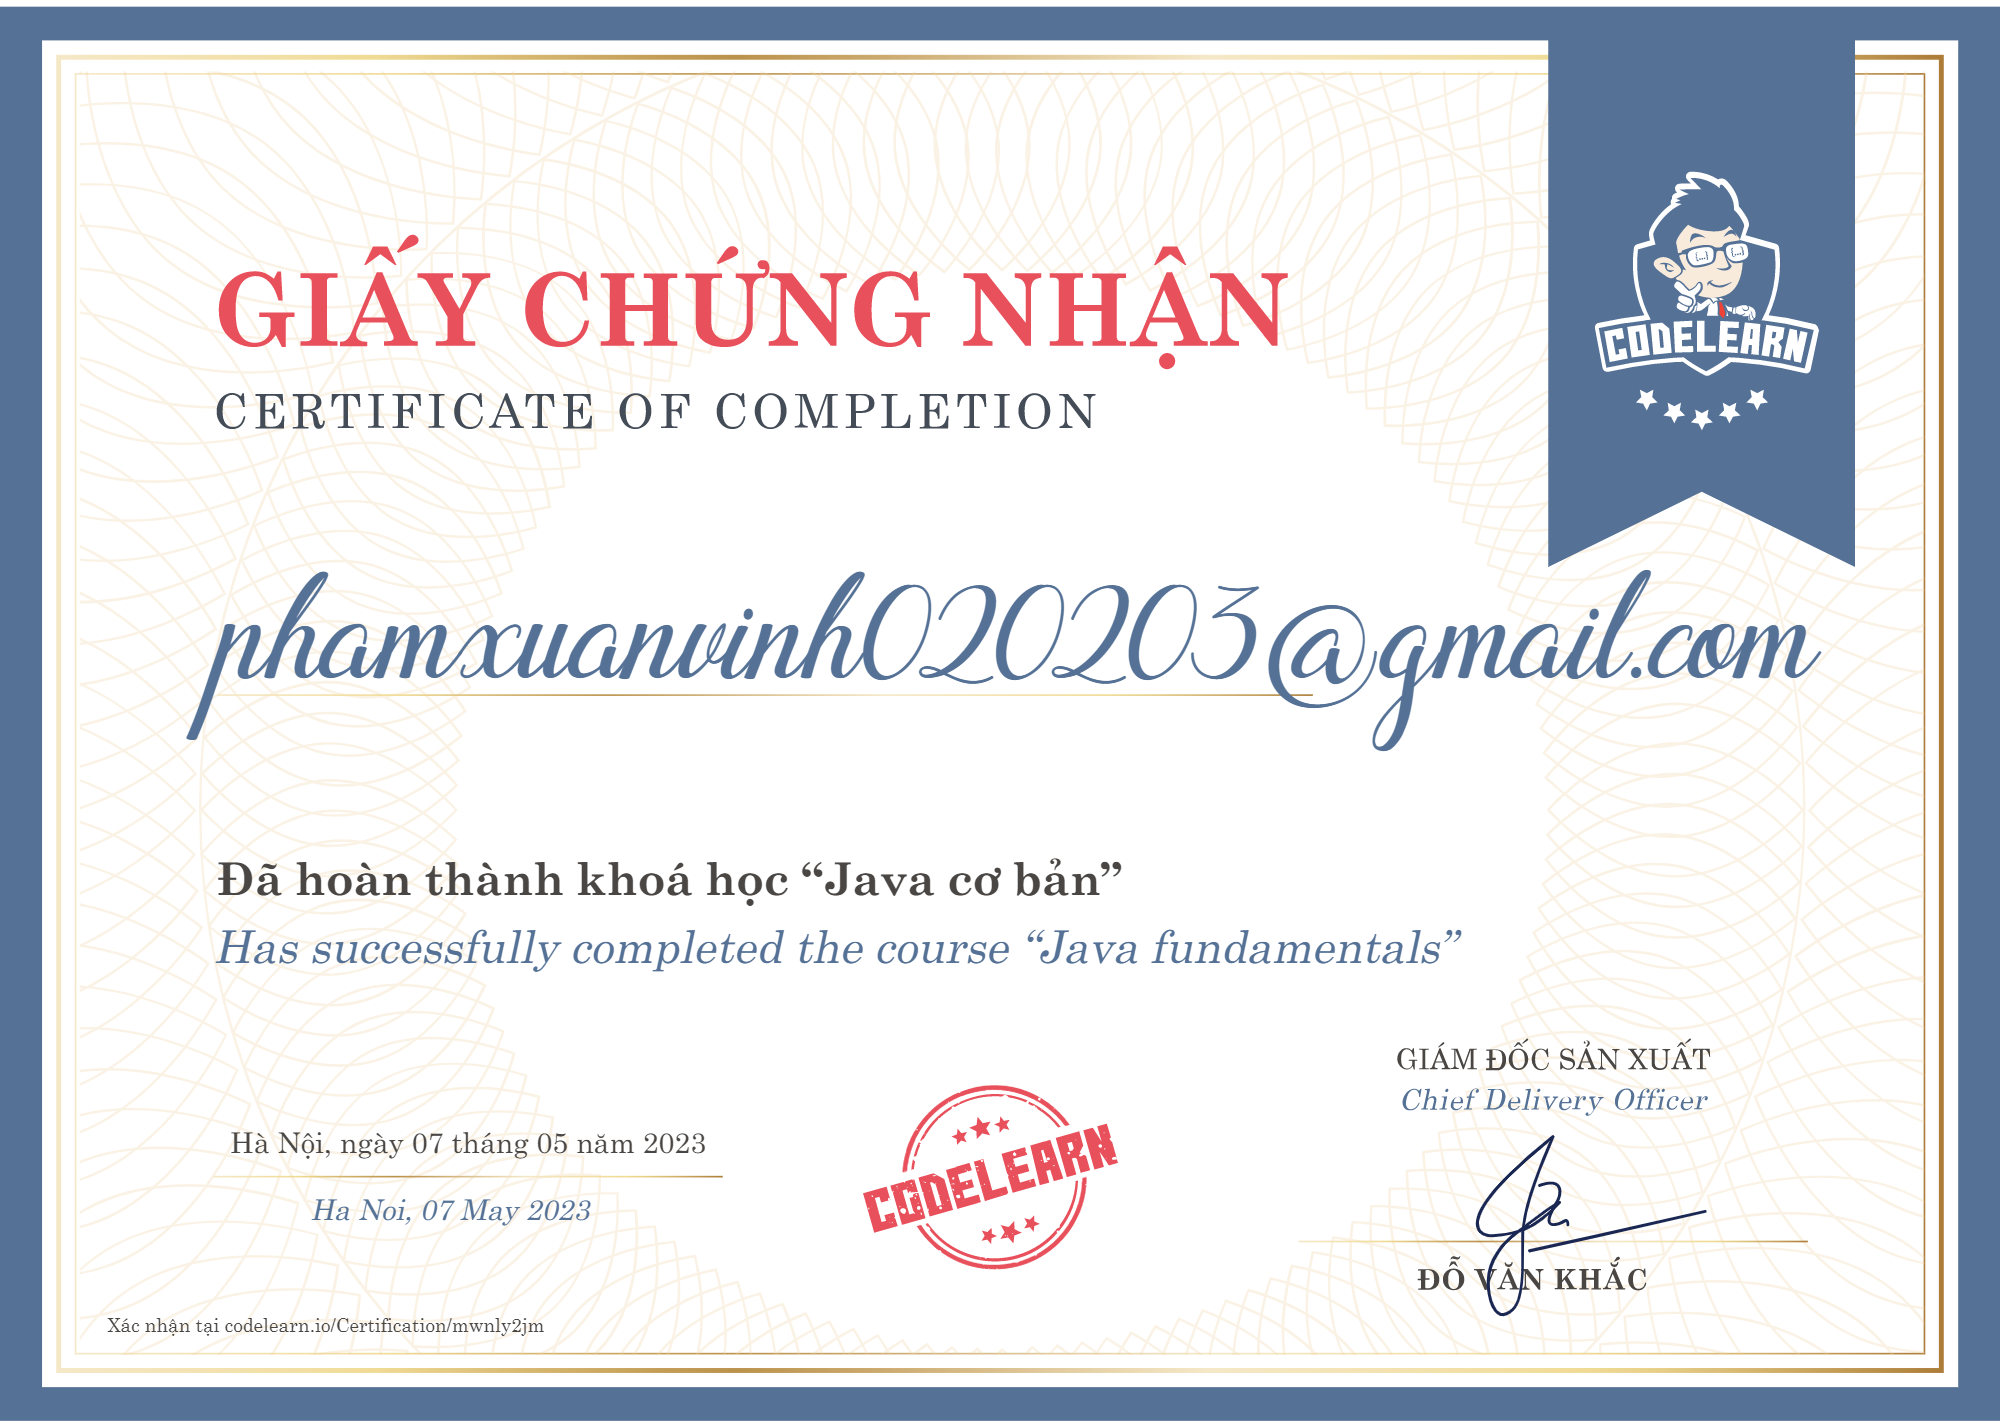 GIẤY CHỨNG NHẬN
CERTIFICATE OF COMPLETION
CODELEARN
phamxuanvinh020203@gmail.com
Đã hoàn thành khoá học “Java cơ bản”
Has successfully completed the course “Java fundamentals”
GIÁM ĐỐC SẢN XUẤT
Chief Delivery Officer
Hà Nội, ngày 07 tháng 05 năm 2023
Ha Noi, 07 May 2023
CODELEARN
ĐỖ VĂN KHẮC
Xác nhận tại codelearn.io/Certification/mwnly2jm